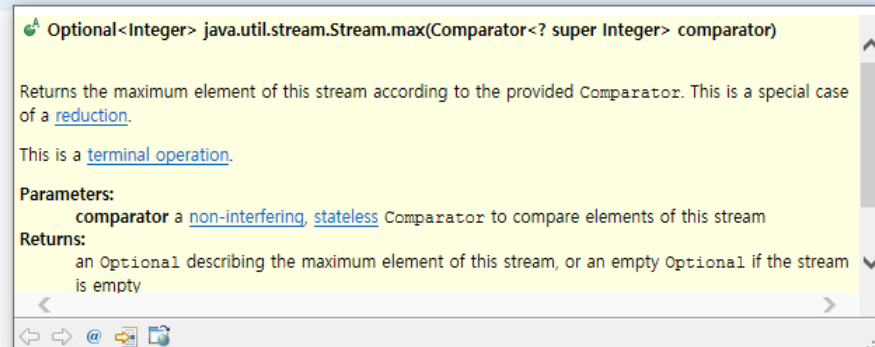 Optional<Integer> java.util.stream.Stream.max(Comparator<? super Integer> comparator)
Returns the maximum element of this stream according to the provided Comparator. This is a special case
of a reduction.
This is a terminal operation.
Parameters:
comparator a non-interfering, stateless Comparator to compare elements of this stream
Returns:
an Optional describing the maximum element of this stream, or an empty Optional if the stream
is empty